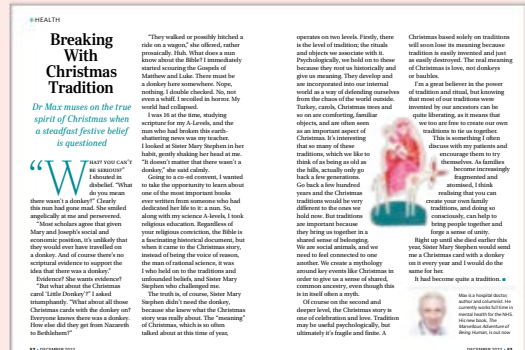 HEALTH
Breaking
With
Christmas
Tradition
Dr Max muses on the true
spirit of Christmas when
a steadfast festive belief
is questioned
“WHAT? YOU CAN'T
BE SERIOUS?”
I shouted in
disbelief. “What
do you mean
there wasn't a donkey?” Clearly
this nun had gone mad. She smiled
angelically at me and persevered.
“Most scholars agree that given
Mary and Joseph's social and
economic position, it's unlikely that
they would ever have travelled on
a donkey. And of course there's no
scriptural evidence to support the
idea that there was a donkey.”
Evidence? She wants evidence?
“But what about the Christmas
carol ‘Little Donkey’?” I asked
triumphantly. “What about all those
Christmas cards with the donkey on?
Everyone knows there was a donkey.
How else did they get from Nazareth
to Bethlehem?”
“They walked or possibly hitched a
ride on a wagon,” she offered, rather
prosaically. Huh. What does a nun
know about the Bible? I immediately
started scouring the Gospels of
Matthew and Luke. There must be
a donkey here somewhere. Nope,
nothing. I double checked. No, not
even a whiff. I recoiled in horror. My
world had collapsed.
I was 16 at the time, studying
scripture for my A-Levels, and the
nun who had broken this earth-
shattering news was my teacher.
I looked at Sister Mary Stephen in her
habit, gently shaking her head at me.
“It doesn't matter that there wasn't a
donkey,” she said calmly.
Going to a co-ed convent, I wanted
to take the opportunity to learn about
one of the most important books
ever written from someone who had
dedicated her life to it: a nun. So,
along with my science A-levels, I took
religious education. Regardless of
your religious conviction, the Bible is
a fascinating historical document, but
when it came to the Christmas story,
instead of being the voice of reason,
the man of rational science, it was
I who held on to the traditions and
unfounded beliefs, and Sister Mary
Stephen who challenged me.
The truth is, of course, Sister Mary
Stephen didn't need the donkey,
because she knew what the Christmas
story was really about. The “meaning”
of Christmas, which is so often
talked about at this time of year,
operates on two levels. Firstly, there
is the level of tradition; the rituals
and objects we associate with it.
Psychologically, we hold on to these
because they root us historically and
give us meaning. They develop and
are incorporated into our internal
world as a way of defending ourselves
from the chaos of the world outside.
Turkey, carols, Christmas trees and
so on are comforting, familiar
objects, and are often seen
as an important aspect of
Christmas. It's interesting
that so many of these
traditions, which we like to
think of as being as old as
the hills, actually only go
back a few generations.
Go back a few hundred
years and the Christmas
traditions would be very
different to the ones we
hold now. But traditions
are important because
they bring us together in a
shared sense of belonging.
We are social animals, and we
need to feel connected to one
another. We create a mythology
around key events like Christmas in
order to give us a sense of shared,
common ancestry, even though this
is in itself often a myth.
Of course on the second and
deeper level, the Christmas story is
one of celebration and love. Tradition
may be useful psychologically, but
ultimately it's fragile and finite. A
Christmas based solely on traditions
will soon lose its meaning because
tradition is easily invented and just
as easily destroyed. The real meaning
of Christmas is love, not donkeys
or baubles.
I'm a great believer in the power
of tradition and ritual, but knowing
that most of our traditions were
invented by our ancestors can be
quite liberating, as it means that
we too are free to create our own
traditions to tie us together.
This is something I often
discuss with my patients and
encourage them to try
themselves. As families
become increasingly
fragmented and
atomised, I think
realising that you can
create your own family
traditions, and doing so
consciously, can help to
bring people together and
forge a sense of unity.
Right up until she died earlier this
year, Sister Mary Stephen would send
me a Christmas card with a donkey
on it every year and I would do the
same for her.
It had become quite a tradition.
Max is a hospital doctor,
author and columnist. He
currently works full time in
mental health for the NHS.
His new book, The
Marvellous Adventure of
Being Human, is out now
DECEMBER 2022
DECEMBER 2022